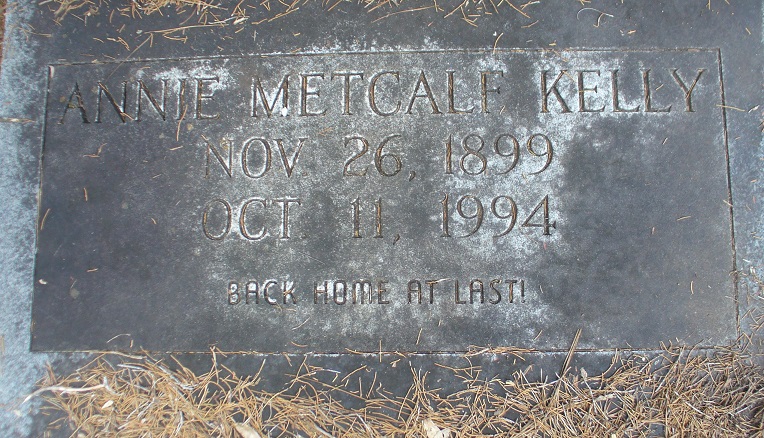 ANNIE METCALF KELLY
NOV 26, 1899
OCT. 11, 1994
BACK HOME AT LAST!